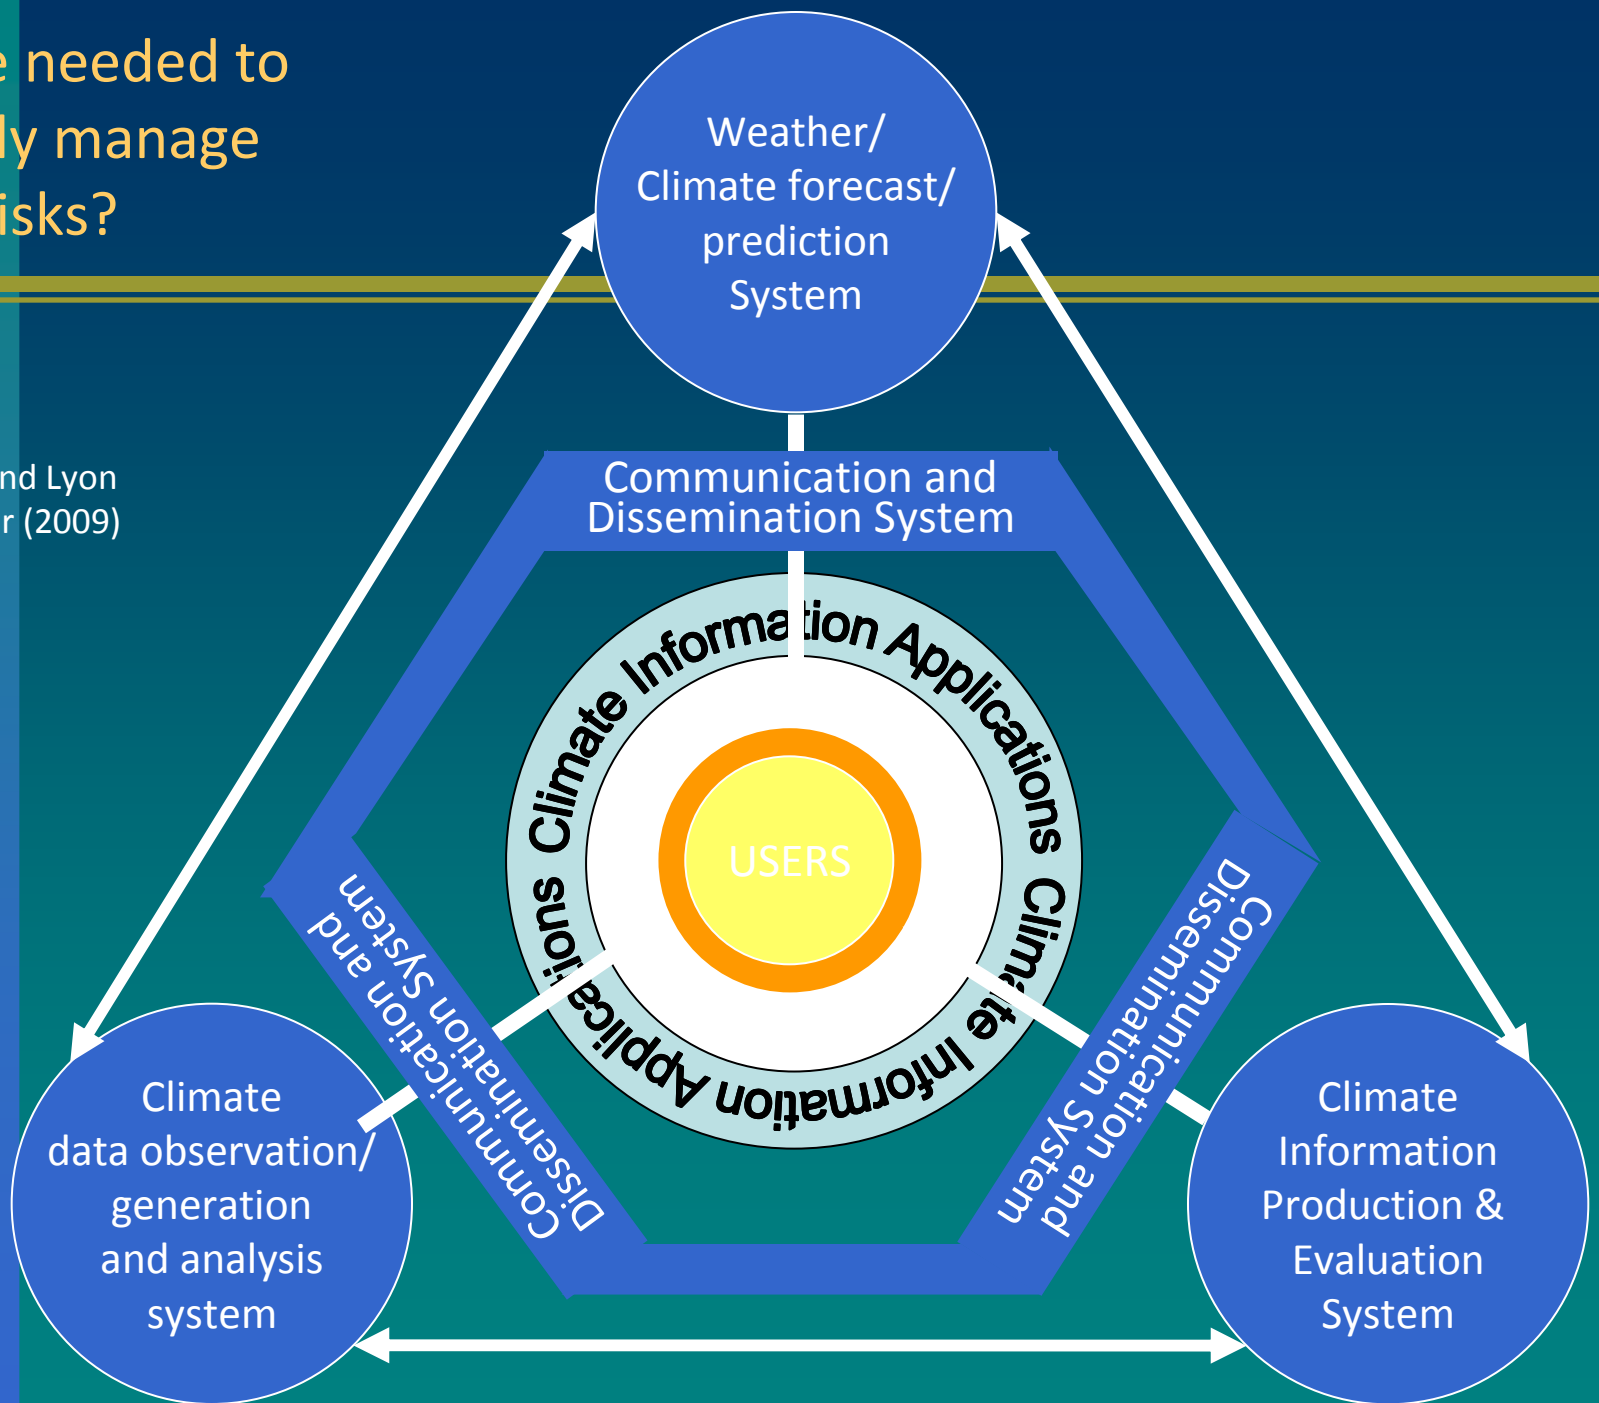 e needed to
ly manage
isks?
Weather/
Climate forecast/
prediction
System
nd Lyon
r (2009)
Communication and
Dissemination System
Climate Information Applications Climate Information Applications
USERS
Communication and
Dissemination System
Communication and
Dissemination System
Climate
data observation/
generation
and analysis
system
Climate
Information
Production &
Evaluation
System